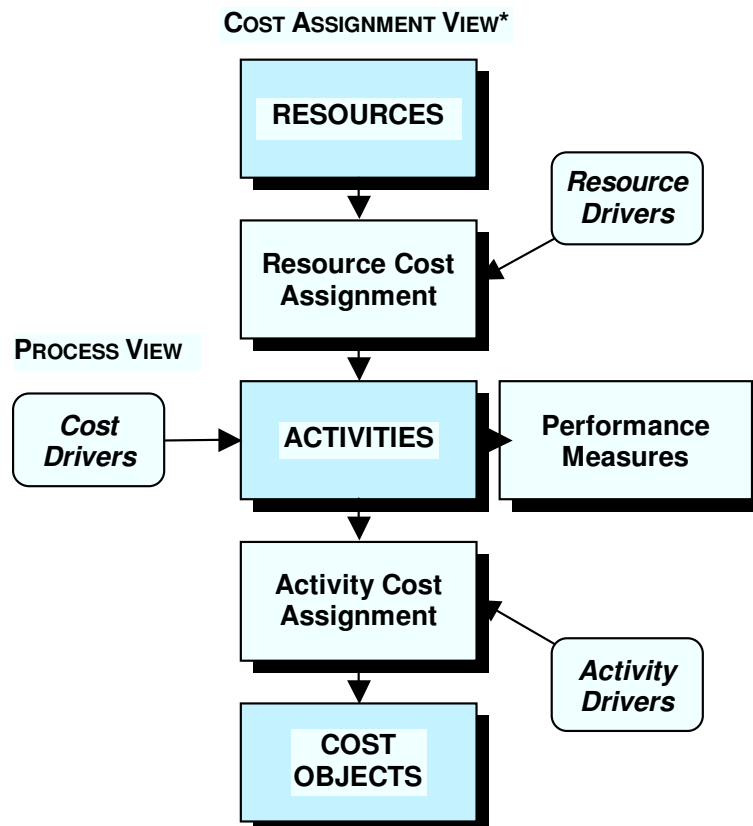 COST ASSIGNMENT VIEW*
RESOURCES
Resource
Drivers
Resource Cost
Assignment
PROCESS VIEW
Cost
Drivers
ACTIVITIES
Performance
Measures
Activity Cost
Assignment
Activity
Drivers
COST
OBJECTS